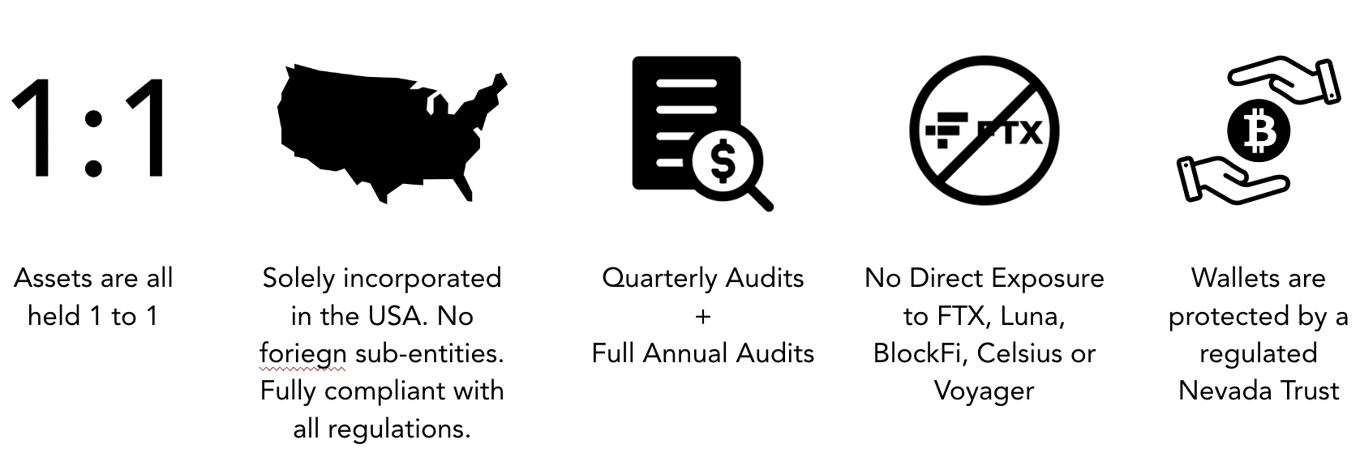 1:1
Assets are all
held 1 to 1
Solely incorporated
in the USA. No
foriegn sub-entities.
Fully compliant with
all regulations.
$
Quarterly Audits
+
Full Annual Audits
FTX
No Direct Exposure
to FTX, Luna,
BlockFi, Celsius or
Voyager
₿
Wallets are
protected by a
regulated
Nevada Trust